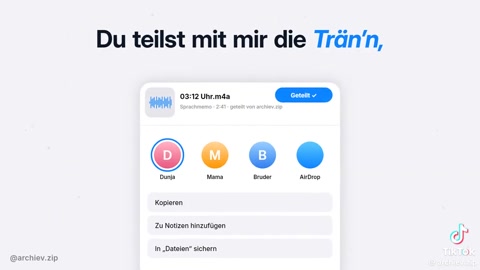 Du teilst mit mir die Trän’n,
03:12 Uhr.m4a
Geteilt ✓
Sprachmemo · 2:41 · geteilt von archiev.zip
D
M
B
Dunja
Mama
Bruder
AirDrop
Kopieren
Zu Notizen hinzufügen
In „Dateien“ sichern
@archiev.zip
TikTok